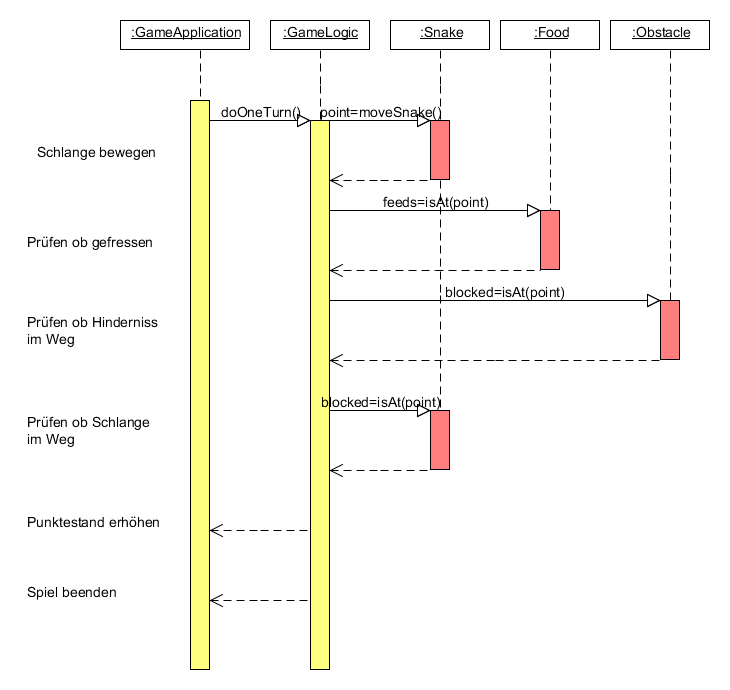 :GameApplication
:GameLogic
:Snake
:Food
:Obstacle
doOneTurn()
point=moveSnake()
Schlange bewegen
feeds=isAt(point)
Prüfen ob gefressen
blocked=isAt(point)
Prüfen ob Hinderniss
im Weg
blocked=isAt(point)
Prüfen ob Schlange
im Weg
Punktestand erhöhen
Spiel beenden